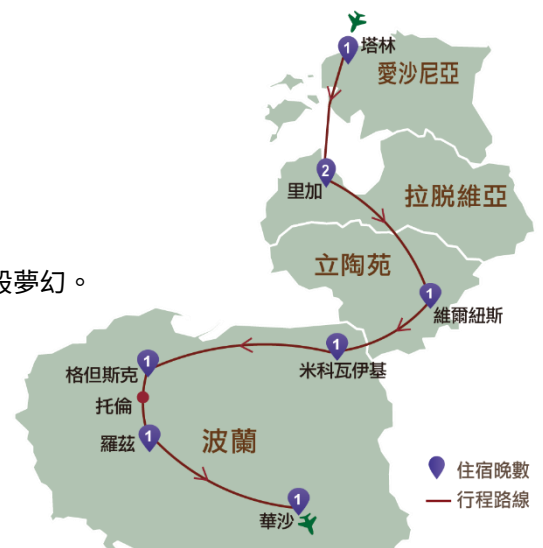 1
塔林
愛沙尼亞
2
里加
拉脱維亞
立陶苑
般夢幻。
1
維爾紐斯
1
米科瓦伊基
1
格但斯克
托倫
1
羅茲
波蘭
1
華沙
住宿晚數
行程路線